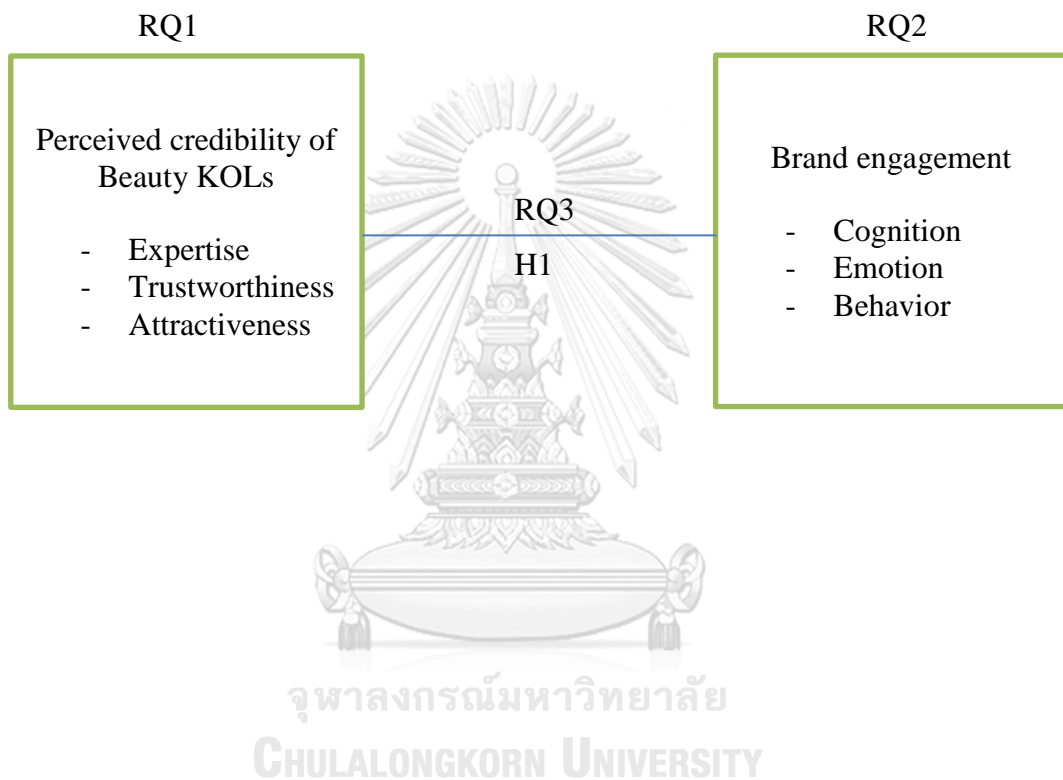 RQ1
RQ2
Perceived credibility of
Beauty KOLs
- Expertise
- Trustworthiness
- Attractiveness
RQ3
H1
Brand engagement
- Cognition
- Emotion
- Behavior
จุฬาลงกรณ์มหาวิทยาลัย
CHULALONGKORN UNIVERSITY